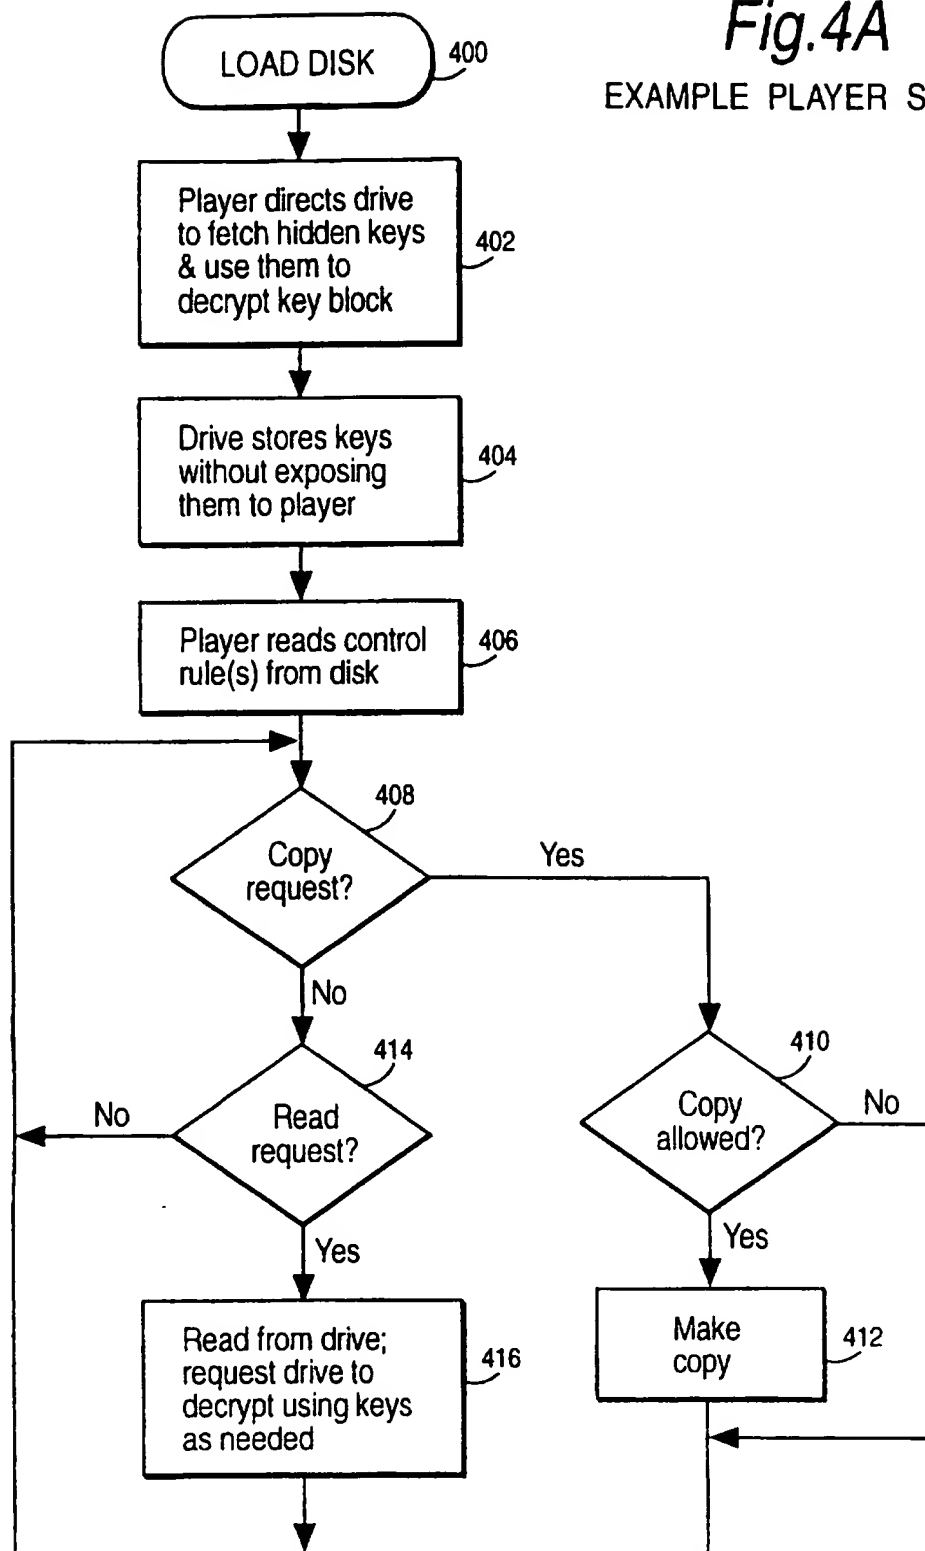 Fig.4A
EXAMPLE PLAYER S
LOAD DISK
400
Player directs drive
to fetch hidden keys
& use them to
decrypt key block
402
Drive stores keys
without exposing
them to player
404
Player reads control
rule(s) from disk
406
408
Copy
request?
Yes
No
414
Read
request?
No
410
Copy
allowed?
No
Yes
Yes
Read from drive;
request drive to
decrypt using keys
as needed
416
Make
copy
412